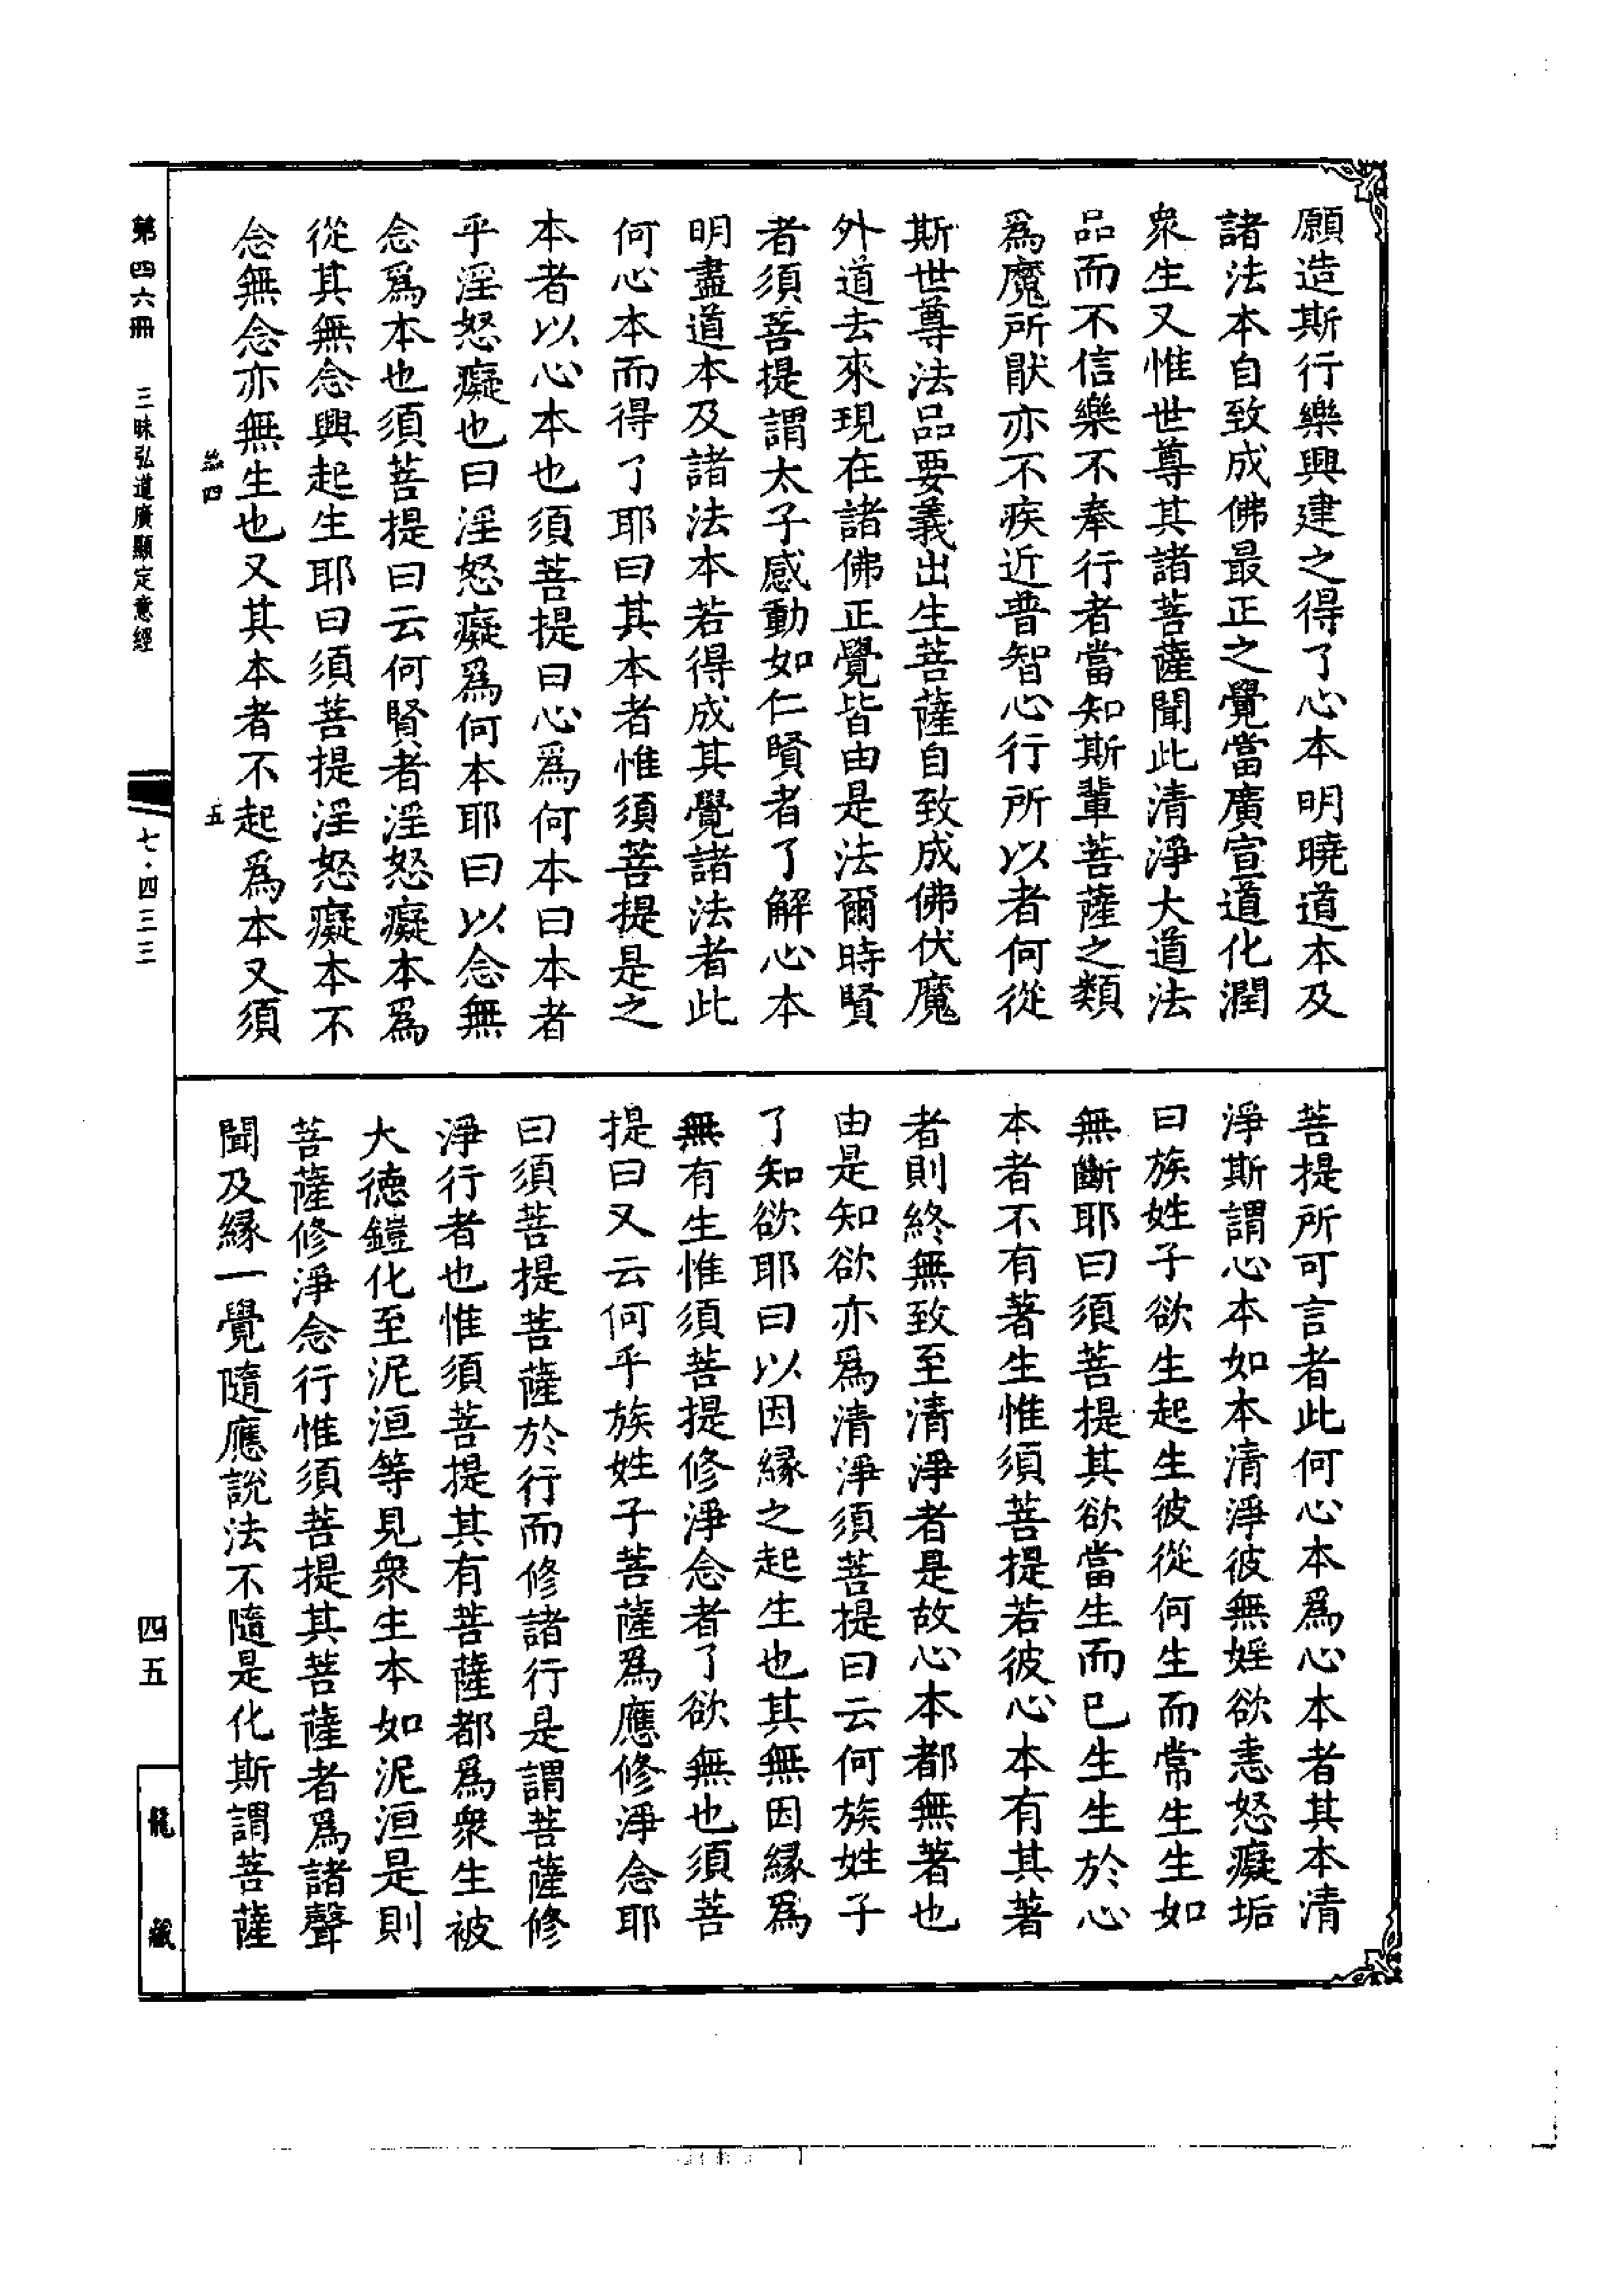 願造斯行樂興建之得了心本明曉道本及
諸法本自致成佛最正之覺當廣宣道化潤
衆生又惟世尊其諸菩薩聞此清淨大道法
品而不信樂不奉行者當知斯輩菩薩之類
爲魔所猒亦不疾近普智心行所以者何從
斯世尊法品要義出生菩薩自致成佛伏魔
外道去來現在諸佛正覺皆由是法爾時賢
者須菩提謂太子感動如仁賢者了解心本
明盡道本及諸法本若得成其覺諸法者此
何心本而得了耶曰其本者惟須菩提是之
本者以心本也須菩提曰心爲何本曰本者
乎淫怒癡也曰淫怒癡爲何本耶曰以念無
念爲本也須菩提曰云何賢者淫怒癡本爲
從其無念興起生耶曰須菩提淫怒癡本不
念無念亦無生也又其本者不起爲本又須
菩提所可言者此何心本爲心本者其本清
淨斯謂心本如本清淨彼無婬欲恚怒癡垢
曰族姓子欲生起生彼從何生而常生生如
無斷耶曰須菩提其欲當生而已生生於心
本者不有著生惟須菩提若彼心本有其著
者則終無致至清淨者是故心本都無著也
由是知欲亦爲清淨須菩提曰云何族姓子
了知欲耶曰以因緣之起生也其無因緣爲
無有生惟須菩提修淨念者了欲無也須菩
提曰又云何乎族姓子菩薩爲應修淨念耶
曰須菩提菩薩於行而修諸行是謂菩薩修
淨行者也惟須菩提其有菩薩都爲衆生被
大德鎧化至泥洹等見衆生本如泥洹是則
菩薩修淨念行惟須菩提其菩薩者爲諸聲
聞及緣一覺隨應說法不隨是化斯謂菩薩
四
五
第四六冊 三昧弘道廣顯定意經
七·四三三
四五
龍藏